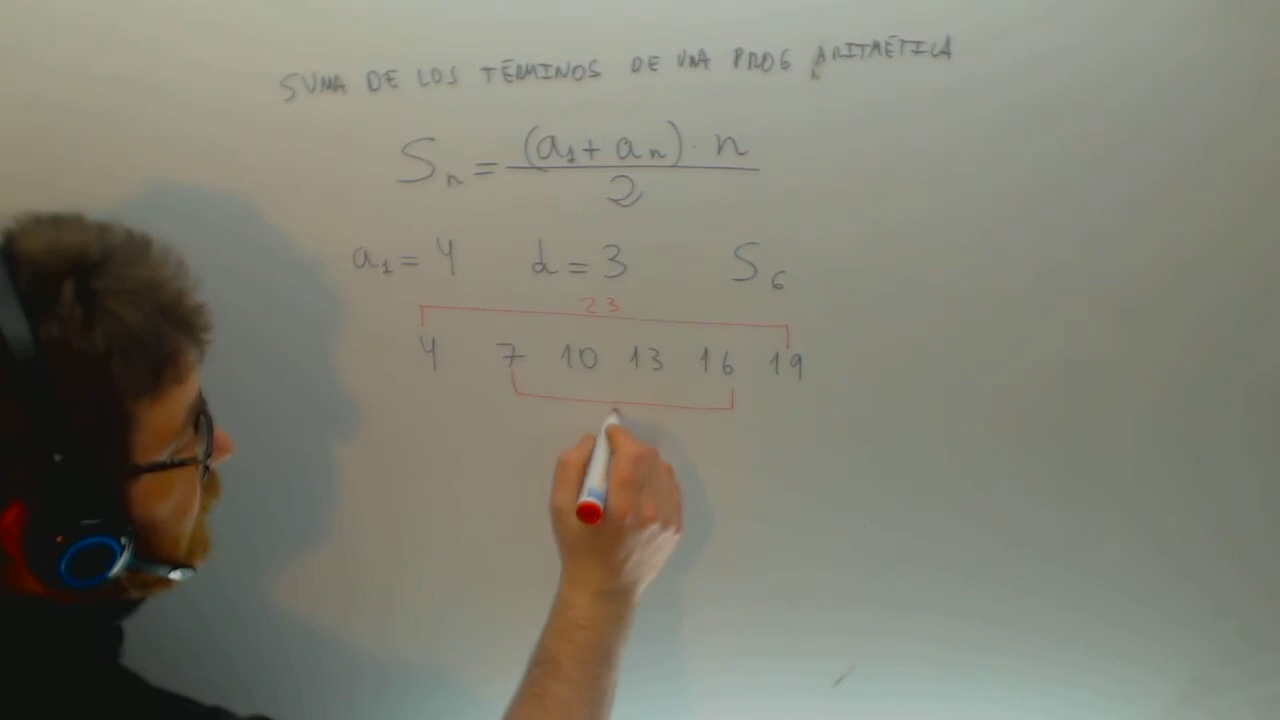 SUMA DE LOS TÉRMINOS DE UNA PROG ARITMÉTICA
Sₙ = (a₁ + aₙ) · n / 2
a₁ = 4 d = 3 S₆
23
4 7 10 13 16 19